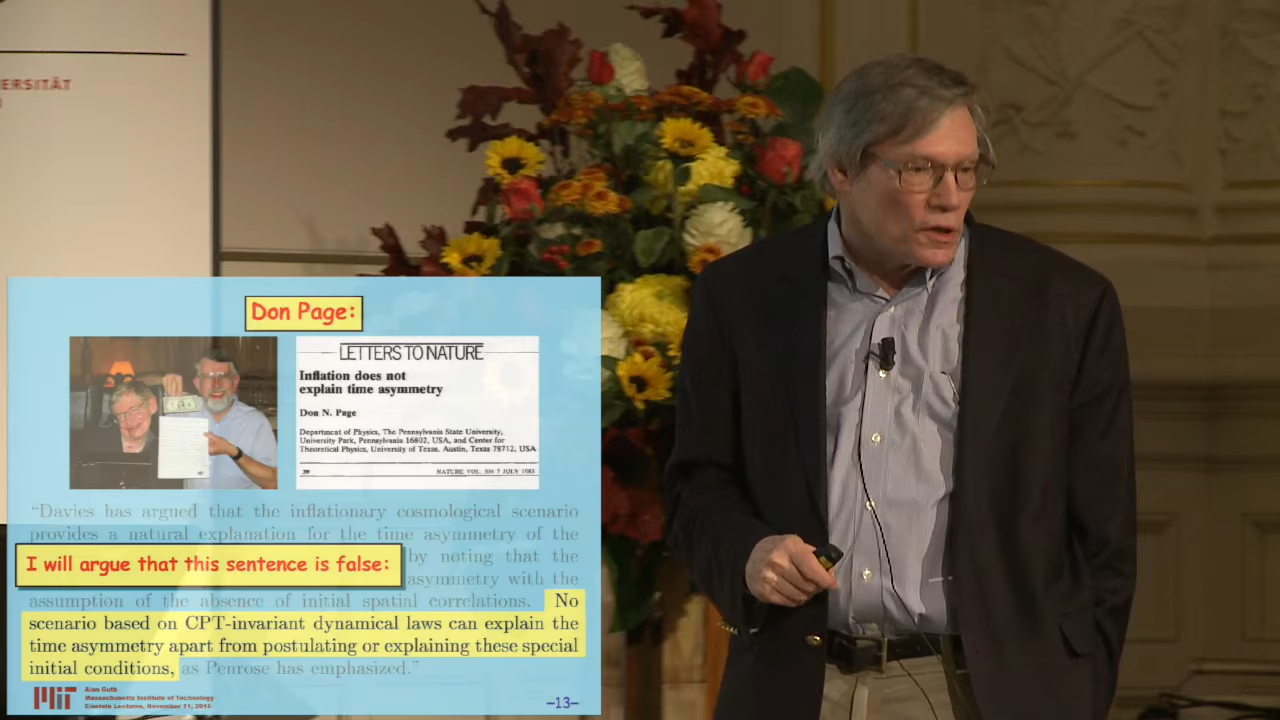 ERSITÄT
Don Page:
LETTERS TO NATURE
Inflation does not
explain time asymmetry
Don N. Page
Department of Physics, The Pennsylvania State University,
University Park, Pennsylvania 16802, USA, and Center for
Theoretical Physics, University of Texas, Austin, Texas 78712, USA
39 NATURE VOL. 304 7 JULY 1983
“Davies has argued that the inflationary cosmological scenario
provides a natural explanation for the time asymmetry of the
by noting that the
I will argue that this sentence is false:
asymmetry with the
assumption of the absence of initial spatial correlations. No
scenario based on CPT-invariant dynamical laws can explain the
time asymmetry apart from postulating or explaining these special
initial conditions, as Penrose has emphasized.”
MIT
Alan Guth
Massachusetts Institute of Technology
Einstein Lectures, November 11, 2015
–13–